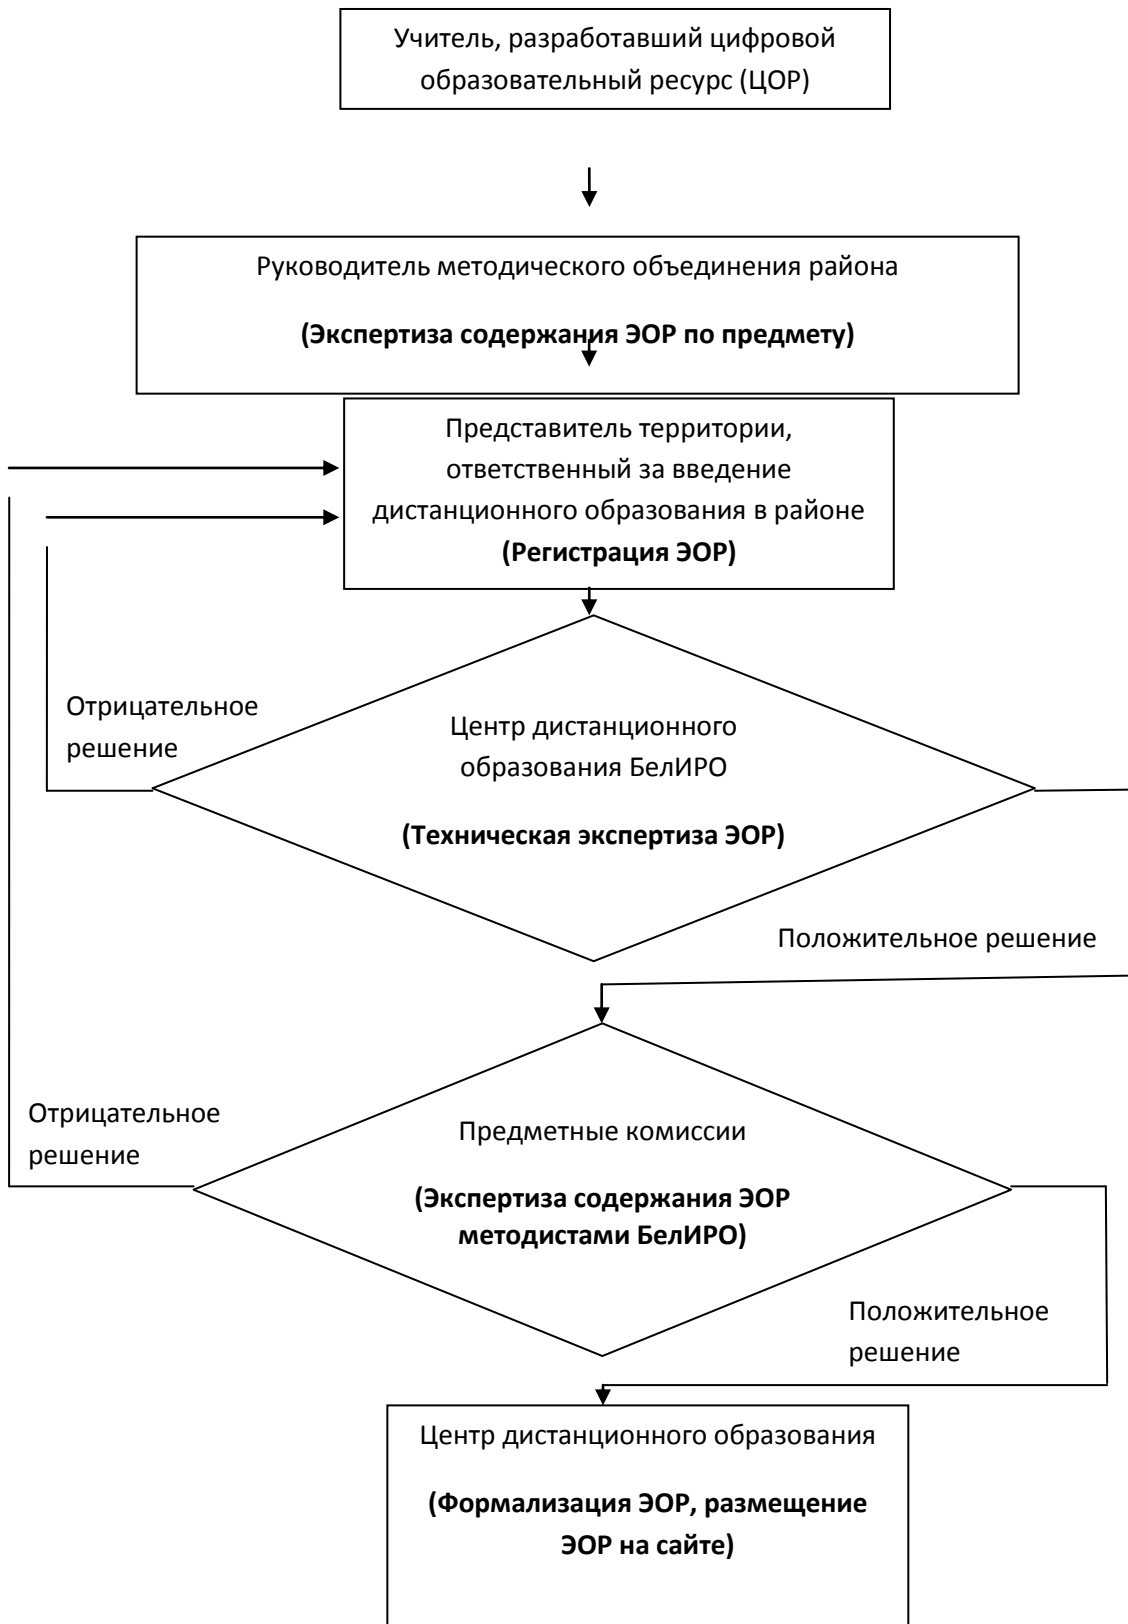 Учитель, разработавший цифровой
образовательный ресурс (ЦОР)
Руководитель методического объединения района
(Экспертиза содержания ЭОР по предмету)
Представитель территории,
ответственный за введение
дистанционного образования в районе
(Регистрация ЭОР)
Отрицательное
решение
Центр дистанционного
образования БелИРО
(Техническая экспертиза ЭОР)
Положительное решение
Отрицательное
решение
Предметные комиссии
(Экспертиза содержания ЭОР
методистами БелИРО)
Положительное
решение
Центр дистанционного образования
(Формализация ЭОР, размещение
ЭОР на сайте)